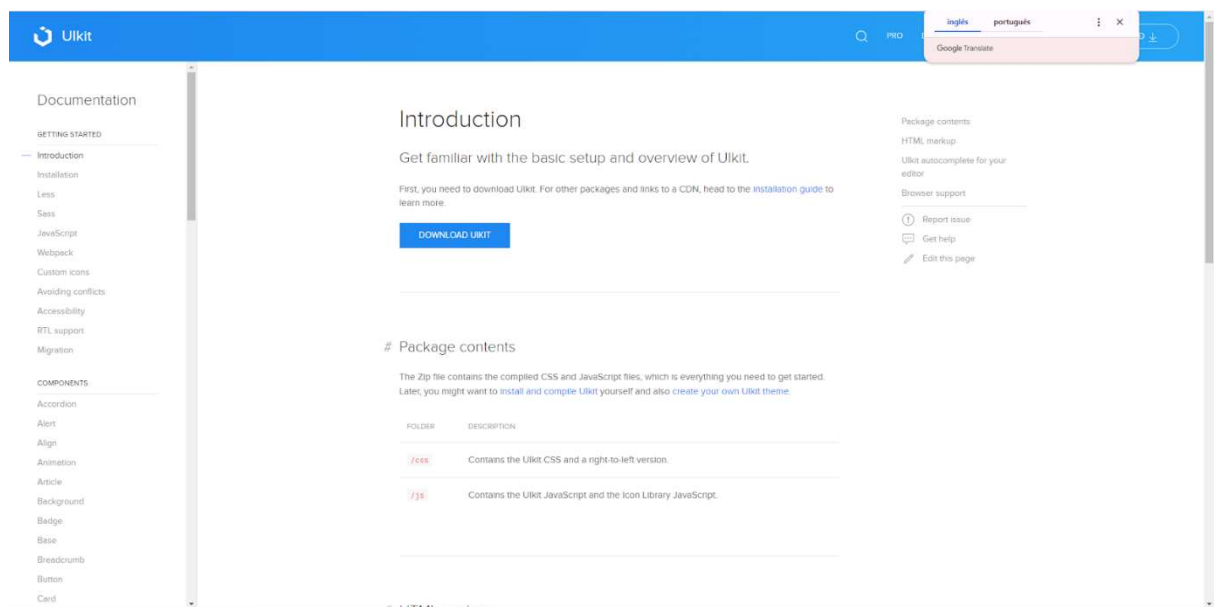 UIkit
PRO
inglês português
Google Translate
Documentation
GETTING STARTED
Introduction
Installation
Less
Sass
JavaScript
Webpack
Custom icons
Avoiding conflicts
Accessibility
RTL support
Migration
COMPONENTS
Accordion
Alert
Align
Animation
Article
Background
Badge
Base
Breadcrumb
Button
Card
Introduction
Get familiar with the basic setup and overview of UIkit.
First, you need to download UIkit. For other packages and links to a CDN, head to the installation guide to
learn more.
DOWNLOAD UIKIT
# Package contents
The Zip file contains the compiled CSS and JavaScript files, which is everything you need to get started.
Later, you might want to install and compile UIkit yourself and also create your own UIkit theme.
FOLDER DESCRIPTION
/css Contains the UIkit CSS and a right-to-left version.
/js Contains the UIkit JavaScript and the Icon Library JavaScript.
Package contents
HTML markup
UIkit autocomplete for your
editor
Browser support
Report issue
Get help
Edit this page